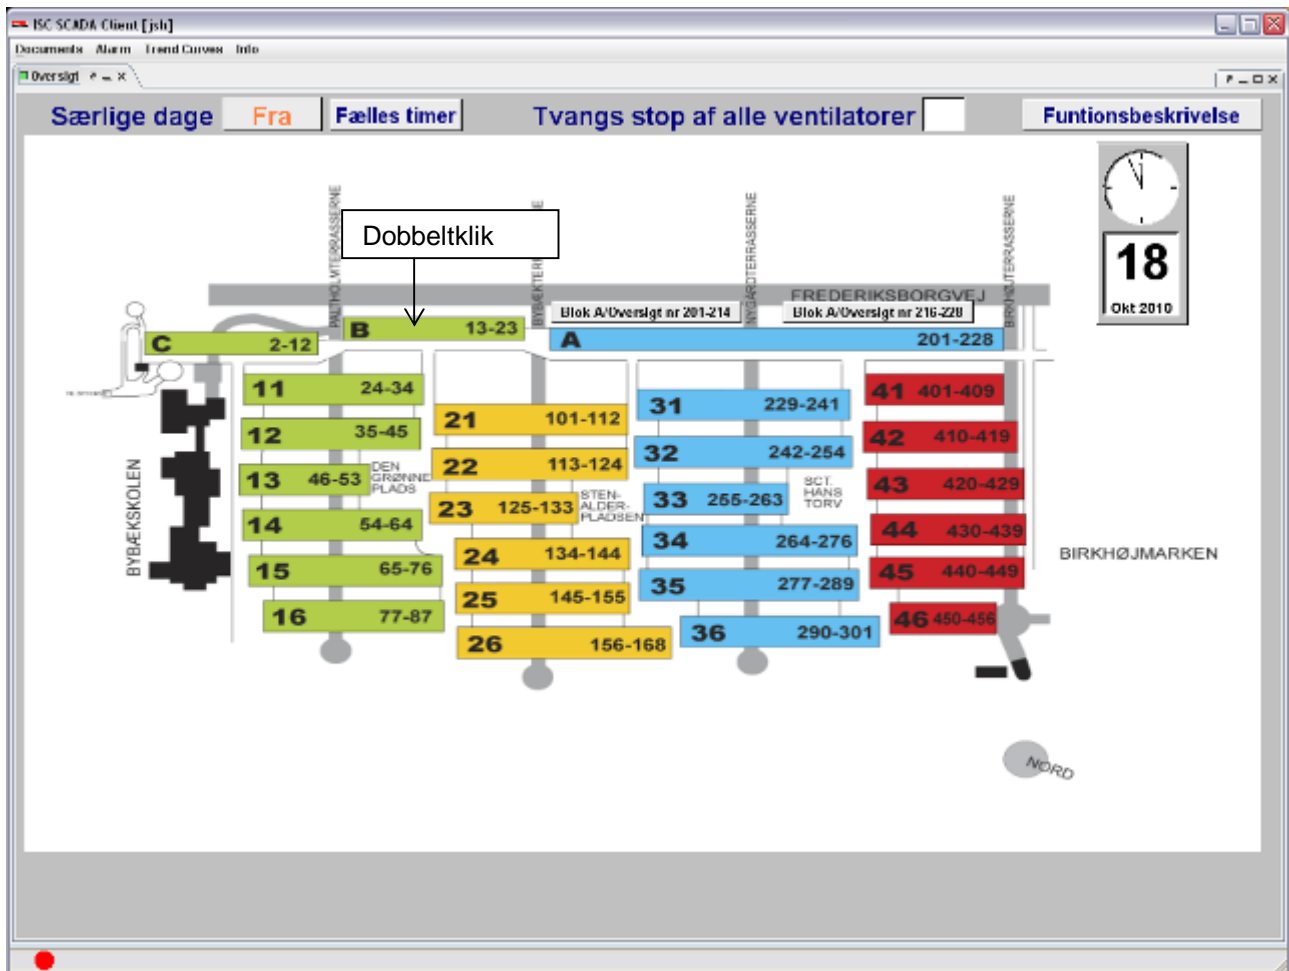 ISC SCADA Client [jsh]
Documents Alarm Trend Curves Info
Oversigt
Særlige dage Fra Fælles timer Tvangs stop af alle ventilatorer Funtionsbeskrivelse
PALTHOLMTERRASSERNE
NYGÅRDTERRASSERNE
BIRKHØJTERRASSERNE
Dobbeltklik
18
Okt 2010
FREDERIKSBORGVEJ
Blok A/Oversigt nr 201-214
Blok A/Oversigt nr 216-228
C 2-12
B 13-23
A 201-228
11 24-34
12 35-45
13 46-53
DEN
GRØNNE
PLADS
14 54-64
15 65-76
16 77-87
BYBÆKSKOLEN
21 101-112
22 113-124
23 125-133
STEN-
ALDER-
PLADSEN
24 134-144
25 145-155
26 156-168
31 229-241
32 242-254
33 255-263
SCT.
HANS
TORV
34 264-276
35 277-289
36 290-301
41 401-409
42 410-419
43 420-429
44 430-439
45 440-449
46 450-456
BIRKHØJMARKEN
NORD